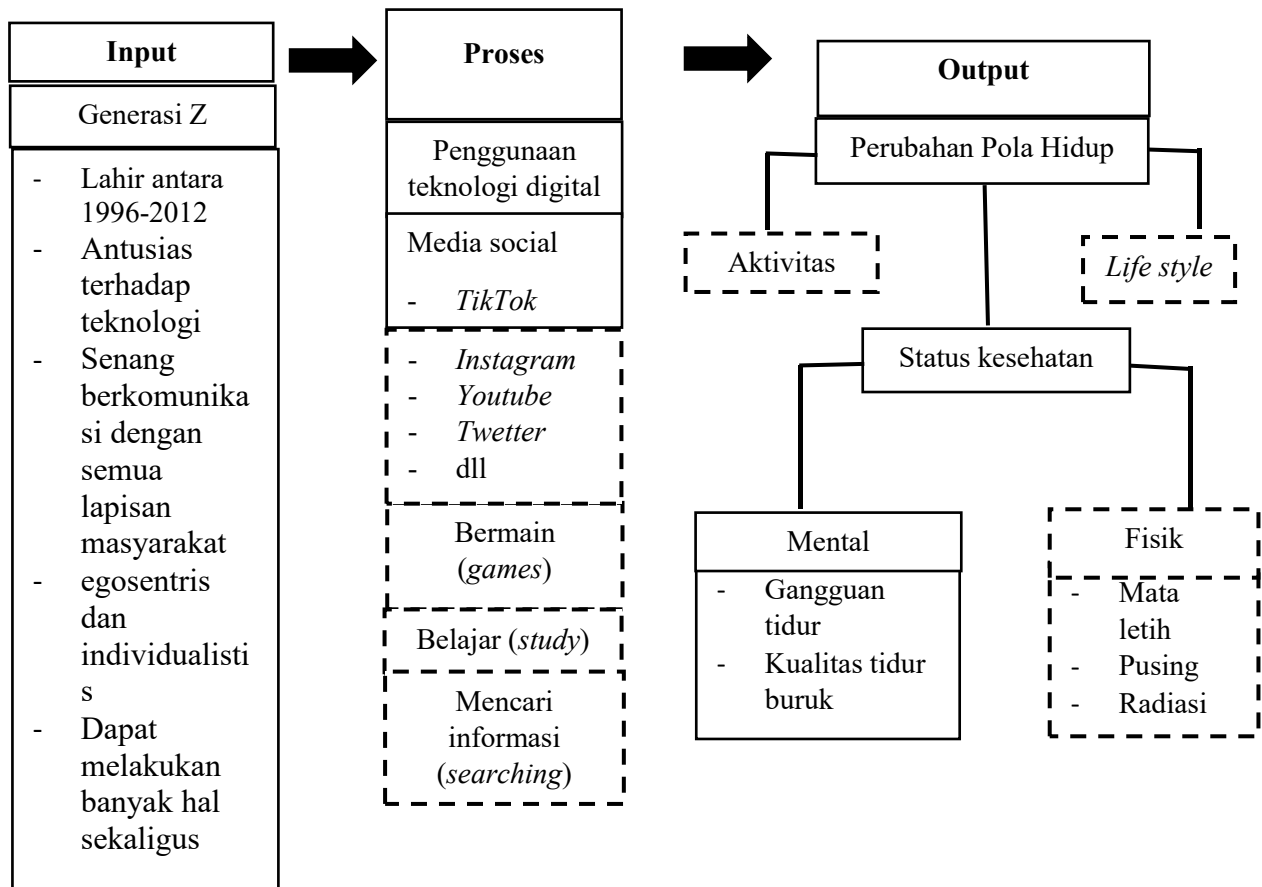 Input
Generasi Z
- Lahir antara
1996-2012
- Antusias
terhadap
teknologi
- Senang
berkomunika
si dengan
semua
lapisan
masyarakat
- egosentris
dan
individualisti
s
- Dapat
melakukan
banyak hal
sekaligus
Proses
Penggunaan
teknologi digital
Media social
- TikTok
- Instagram
- Youtube
- Twetter
- dll
Bermain
(games)
Belajar (study)
Mencari
informasi
(searching)
Output
Perubahan Pola Hidup
Aktivitas
Life style
Status kesehatan
Mental
- Gangguan
tidur
- Kualitas tidur
buruk
Fisik
- Mata
letih
- Pusing
- Radiasi